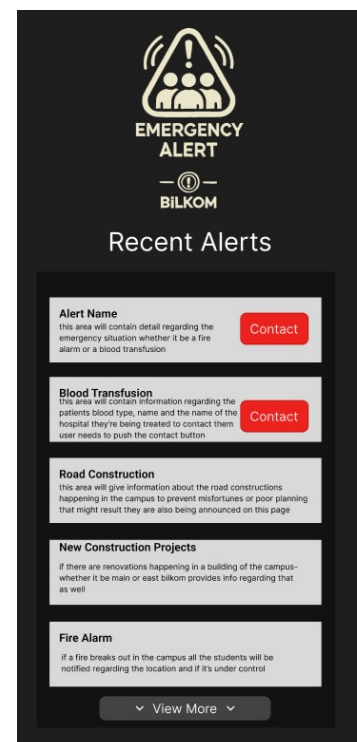 EMERGENCY
ALERT
BiLKOM
Recent Alerts
Alert Name
this area will contain detail regarding the
emergency situation whether it be a fire
alarm or a blood transfusion
Contact
Blood Transfusion
this area will contain information regarding the
patients blood type, name and the name of the
hospital they're being treated to contact them
user needs to push the contact button
Contact
Road Construction
this area will give information about the road constructions
happening in the campus to prevent misfortunes or poor planning
that might result they are also being announced on this page
New Construction Projects
if there are renovations happening in a building of the campus-
whether it be main or east bilkom provides info regarding that
as well
Fire Alarm
if a fire breaks out in the campus all the students will be
notified regarding the location and if it's under control
View More